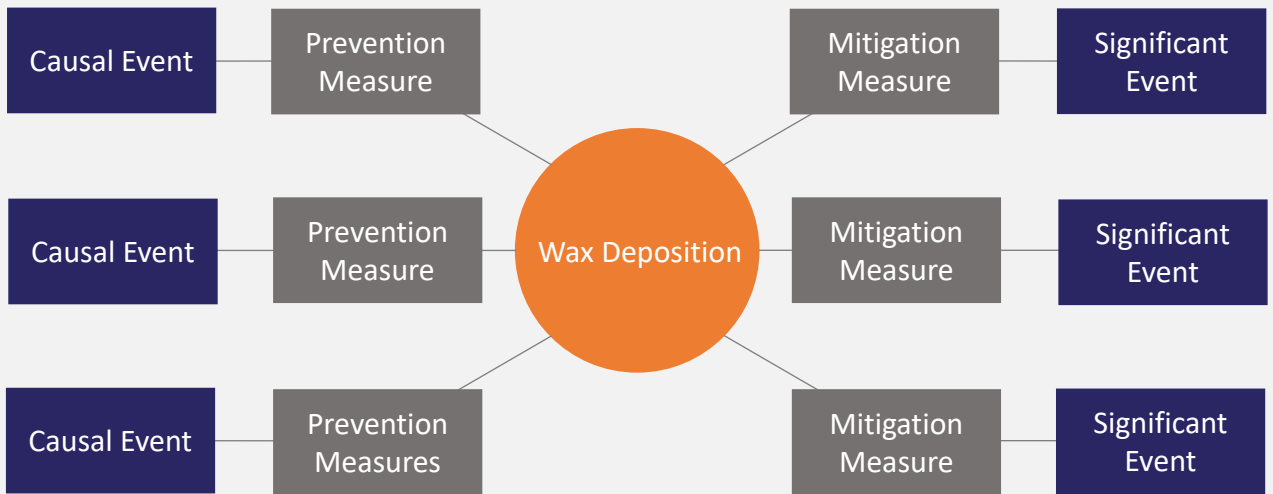 Causal Event
Prevention
Measure
Mitigation
Measure
Significant
Event
Causal Event
Prevention
Measure
Wax Deposition
Mitigation
Measure
Significant
Event
Causal Event
Prevention
Measures
Mitigation
Measure
Significant
Event